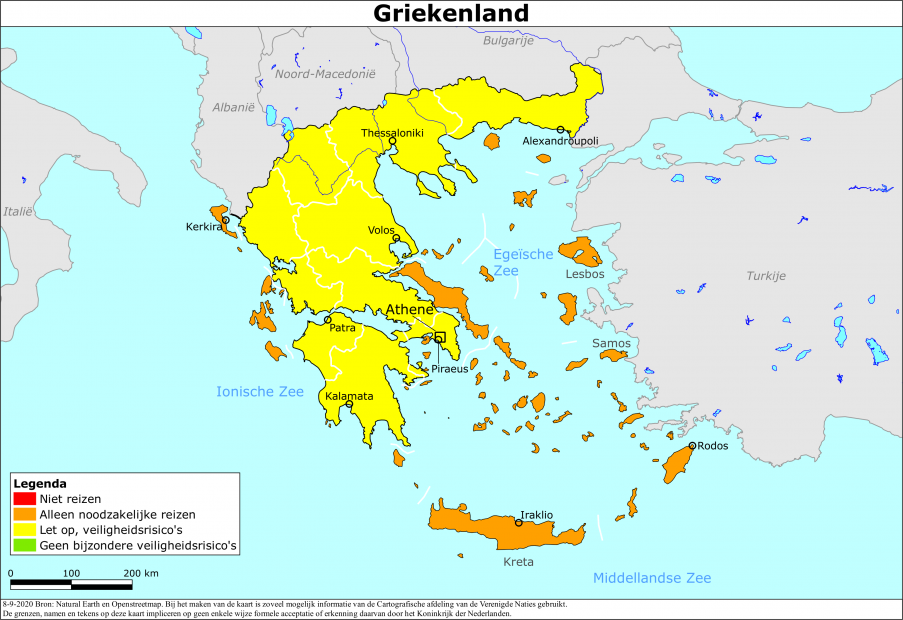 Griekenland
Bulgarije
Noord-Macedonië
Albanië
Thessaloniki
Alexandroupoli
Italië
Kerkira
Volos
Egeïsche
Zee
Lesbos
Turkije
Athene
Patra
Samos
Piraeus
Ionische Zee
Kalamata
Rodos
Legenda
Niet reizen
Alleen noodzakelijke reizen
Let op, veiligheidsrisico's
Geen bijzondere veiligheidsrisico's
Iraklio
Kreta
Middellandse Zee
0 100 200 km
8-9-2020 Bron: Natural Earth en Openstreetmap. Bij het maken van de kaart is zoveel mogelijk informatie van de Cartografische afdeling van de Verenigde Naties gebruikt.
De grenzen, namen en tekens op deze kaart impliceren op geen enkele wijze formele acceptatie of erkenning daarvan door het Koninkrijk der Nederlanden.